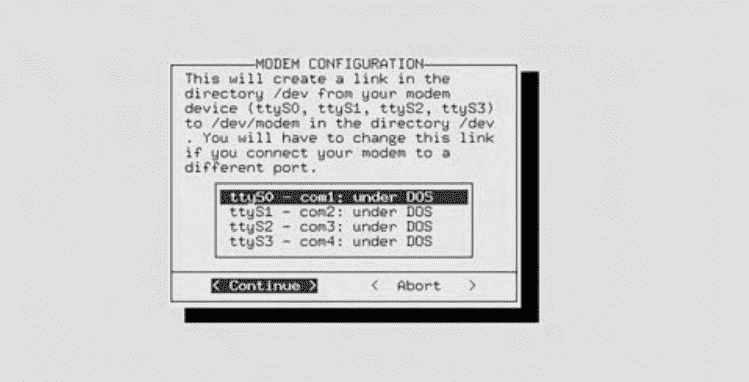 MODEM CONFIGURATION
This will create a link in the
directory /dev from your modem
device (ttyS0, ttyS1, ttyS2, ttyS3)
to /dev/modem in the directory /dev
. You will have to change this link
if you connect your modem to a
different port.
ttyS0 - com1: under DOS
ttyS1 - com2: under DOS
ttyS2 - com3: under DOS
ttyS3 - com4: under DOS
< Continue > < Abort >